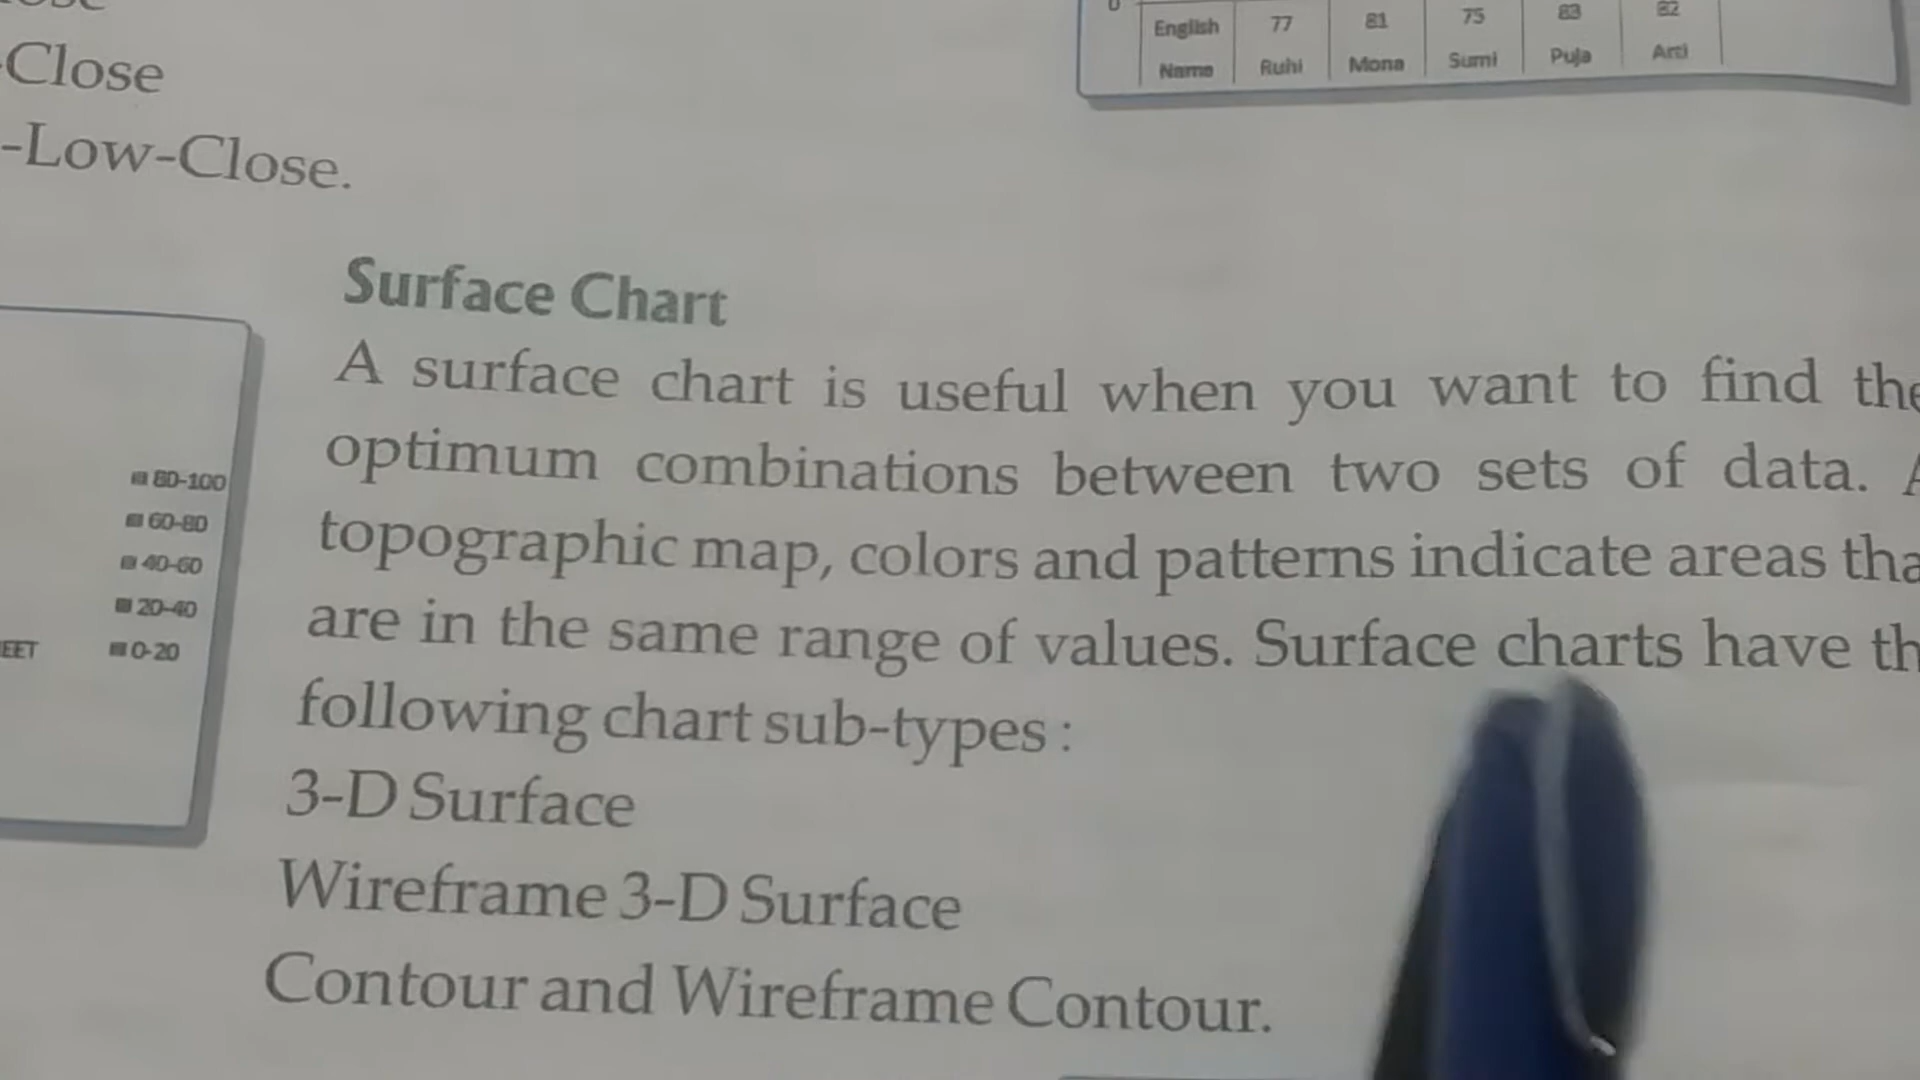 -Close
-Low-Close.
English 77 81 75 83 82
Name Ruhi Mona Sumi Puja Arti
Surface Chart
A surface chart is useful when you want to find the
optimum combinations between two sets of data. A
topographic map, colors and patterns indicate areas tha
are in the same range of values. Surface charts have th
following chart sub-types :
3-D Surface
Wireframe 3-D Surface
Contour and Wireframe Contour.
80-100
60-80
40-60
20-40
EET 0-20